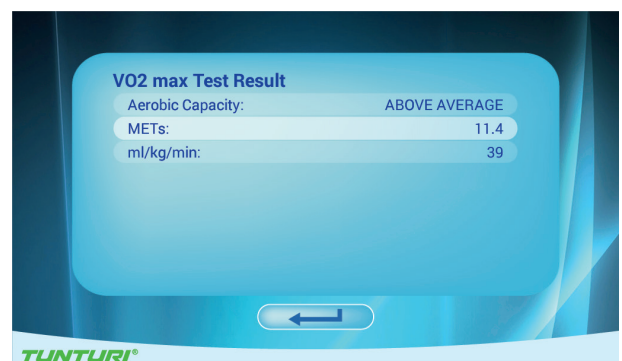 VO2 max Test Result
Aerobic Capacity: ABOVE AVERAGE
METs: 11.4
ml/kg/min: 39
TUNTURI®